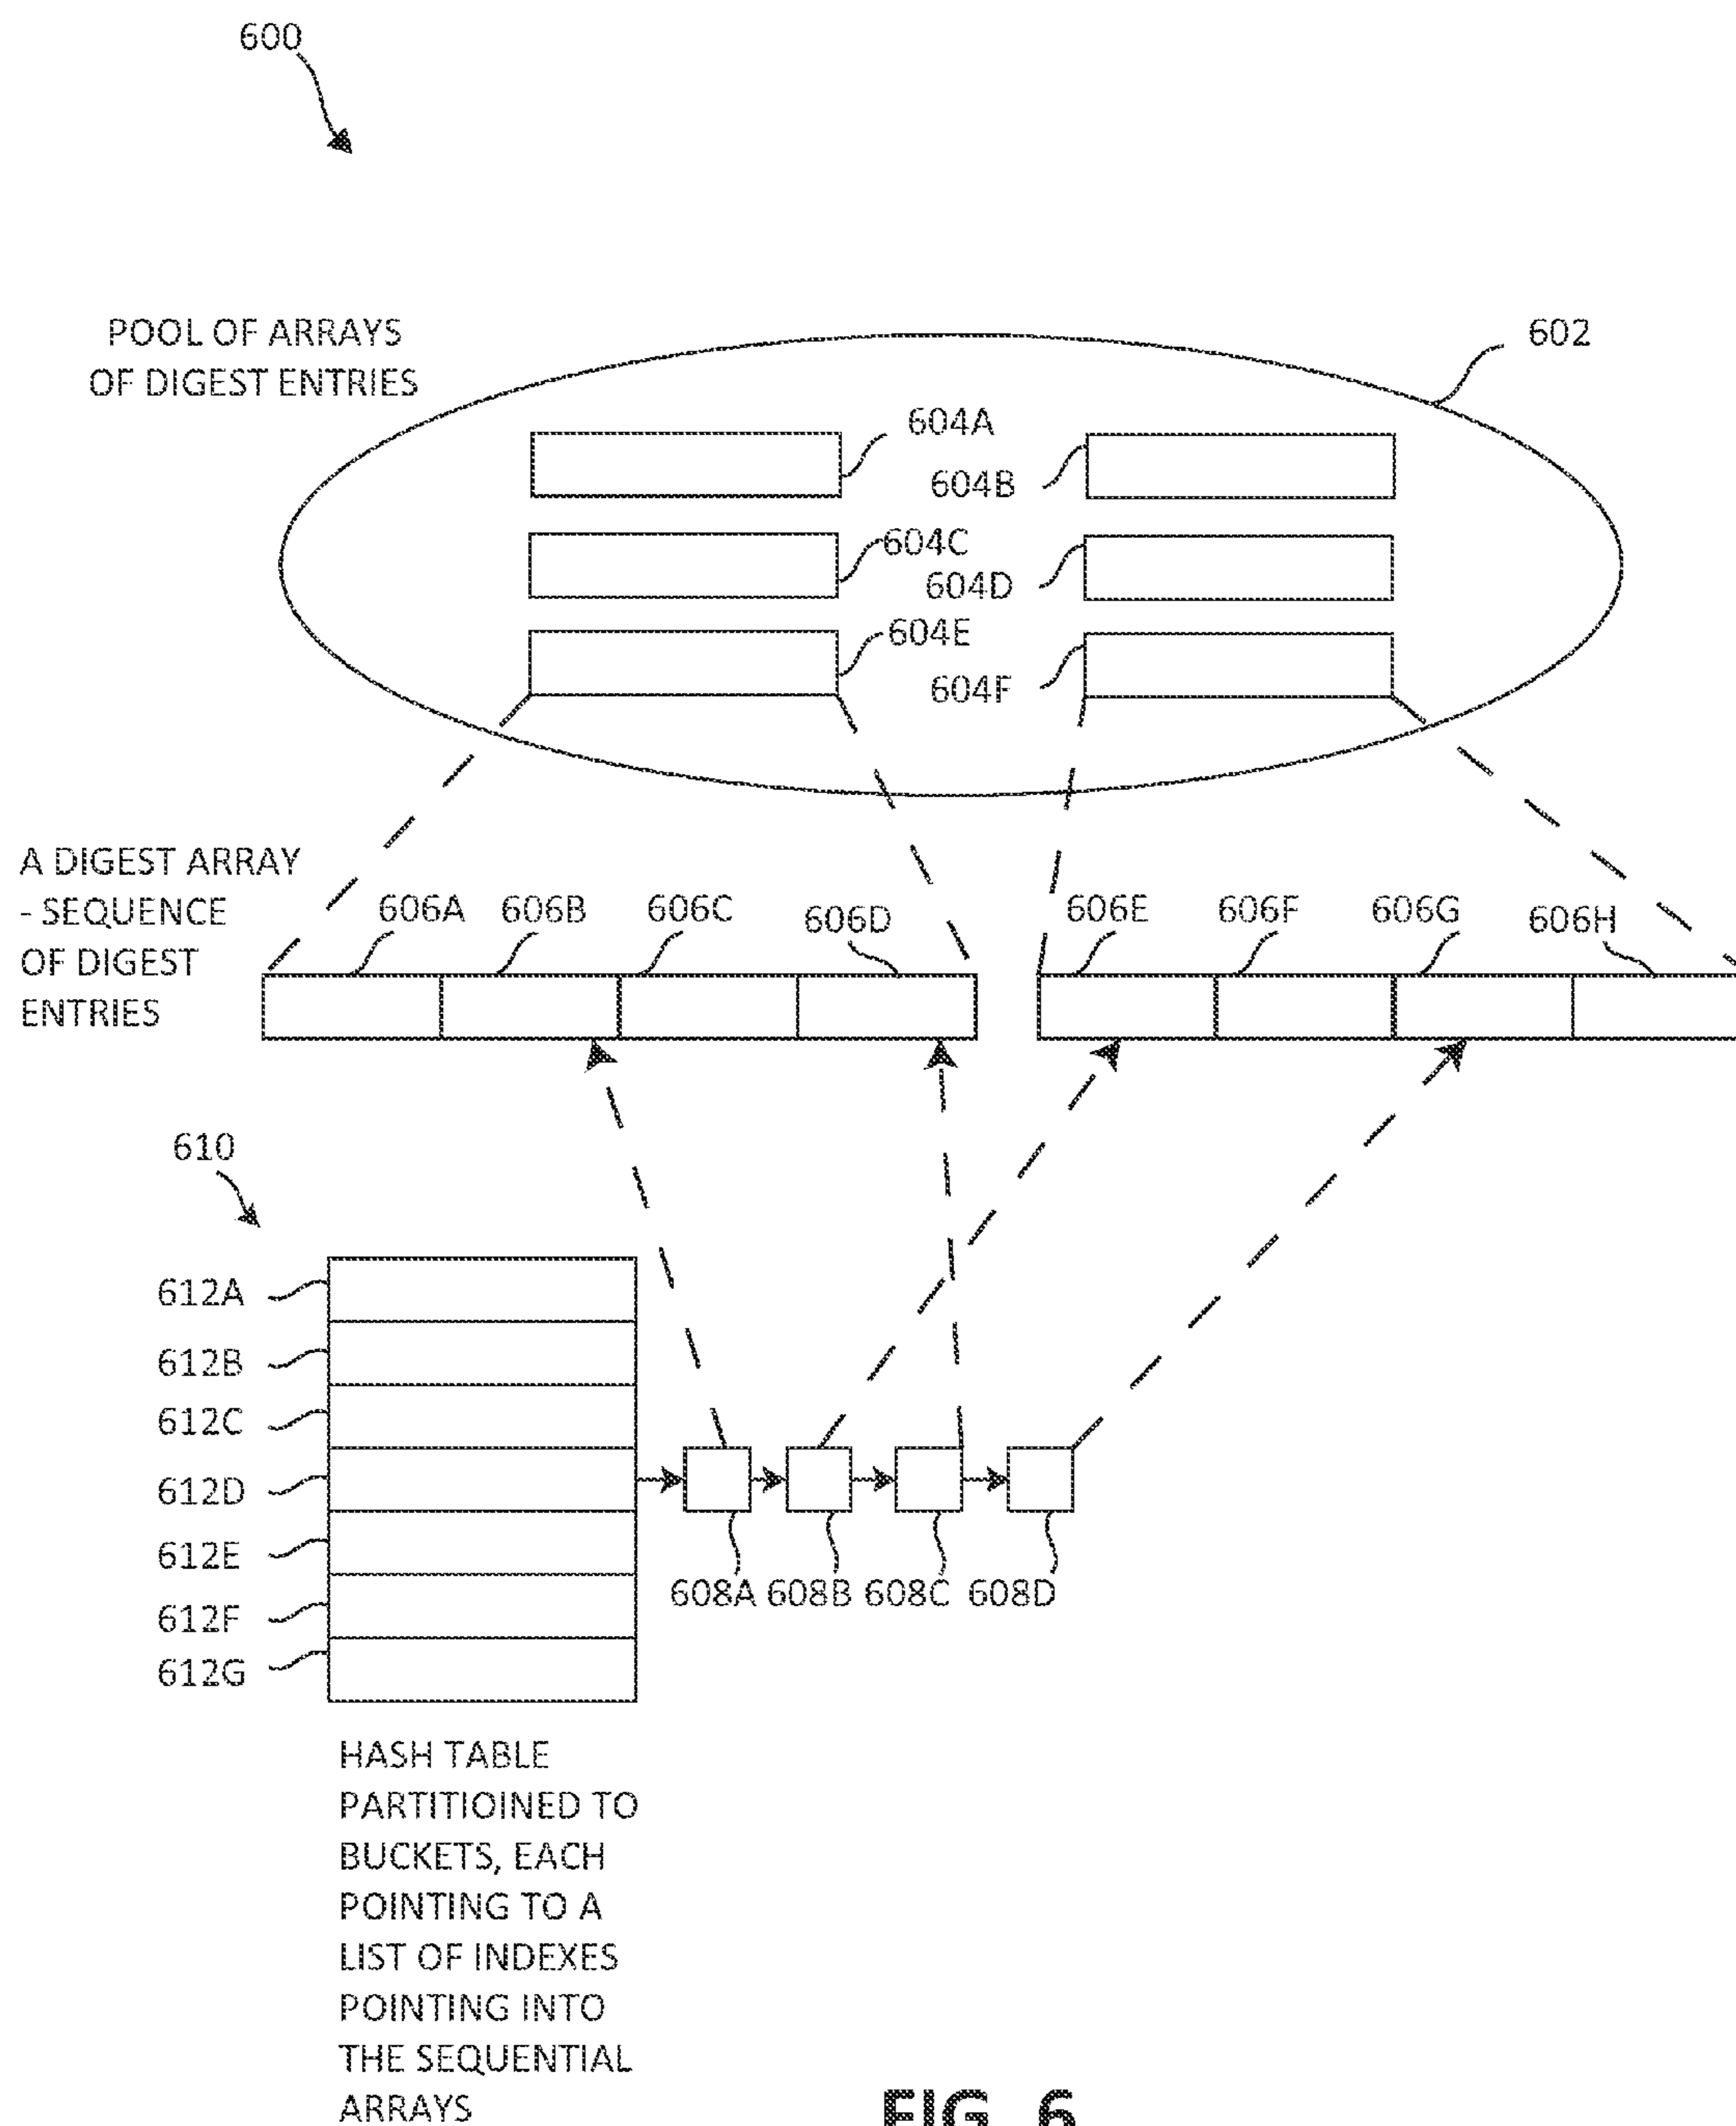 600
POOL OF ARRAYS
OF DIGEST ENTRIES
602
604A
604B
604C
604D
604E
604F
A DIGEST ARRAY
- SEQUENCE
OF DIGEST
ENTRIES
606A 606B 606C 606D 606E 606F 606G 606H
610
612A
612B
612C
612D
612E
612F
612G
608A 608B 608C 608D
HASH TABLE
PARTITIOINED TO
BUCKETS, EACH
POINTING TO A
LIST OF INDEXES
POINTING INTO
THE SEQUENTIAL
ARRAYS
FIG. 6